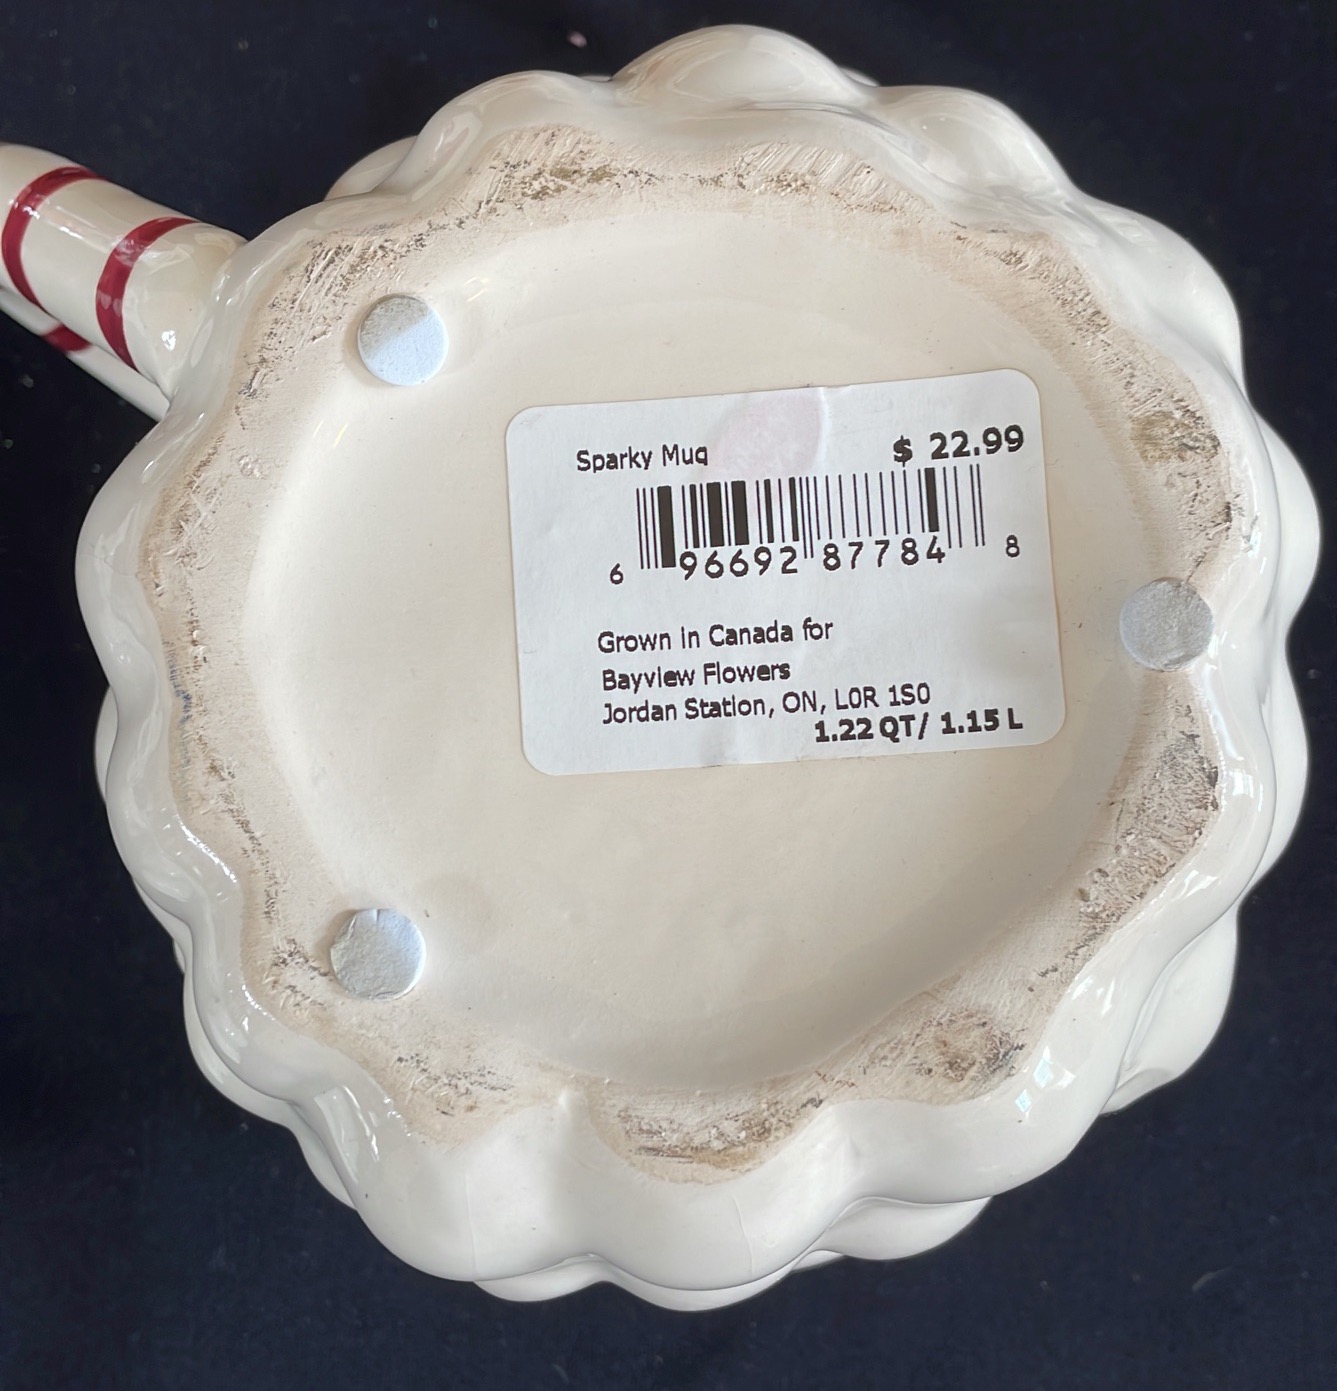 Sparky Mug $ 22.99
6 96692 87784 8
Grown in Canada for
Bayview Flowers
Jordan Station, ON, L0R 1S0
1.22 QT/ 1.15 L